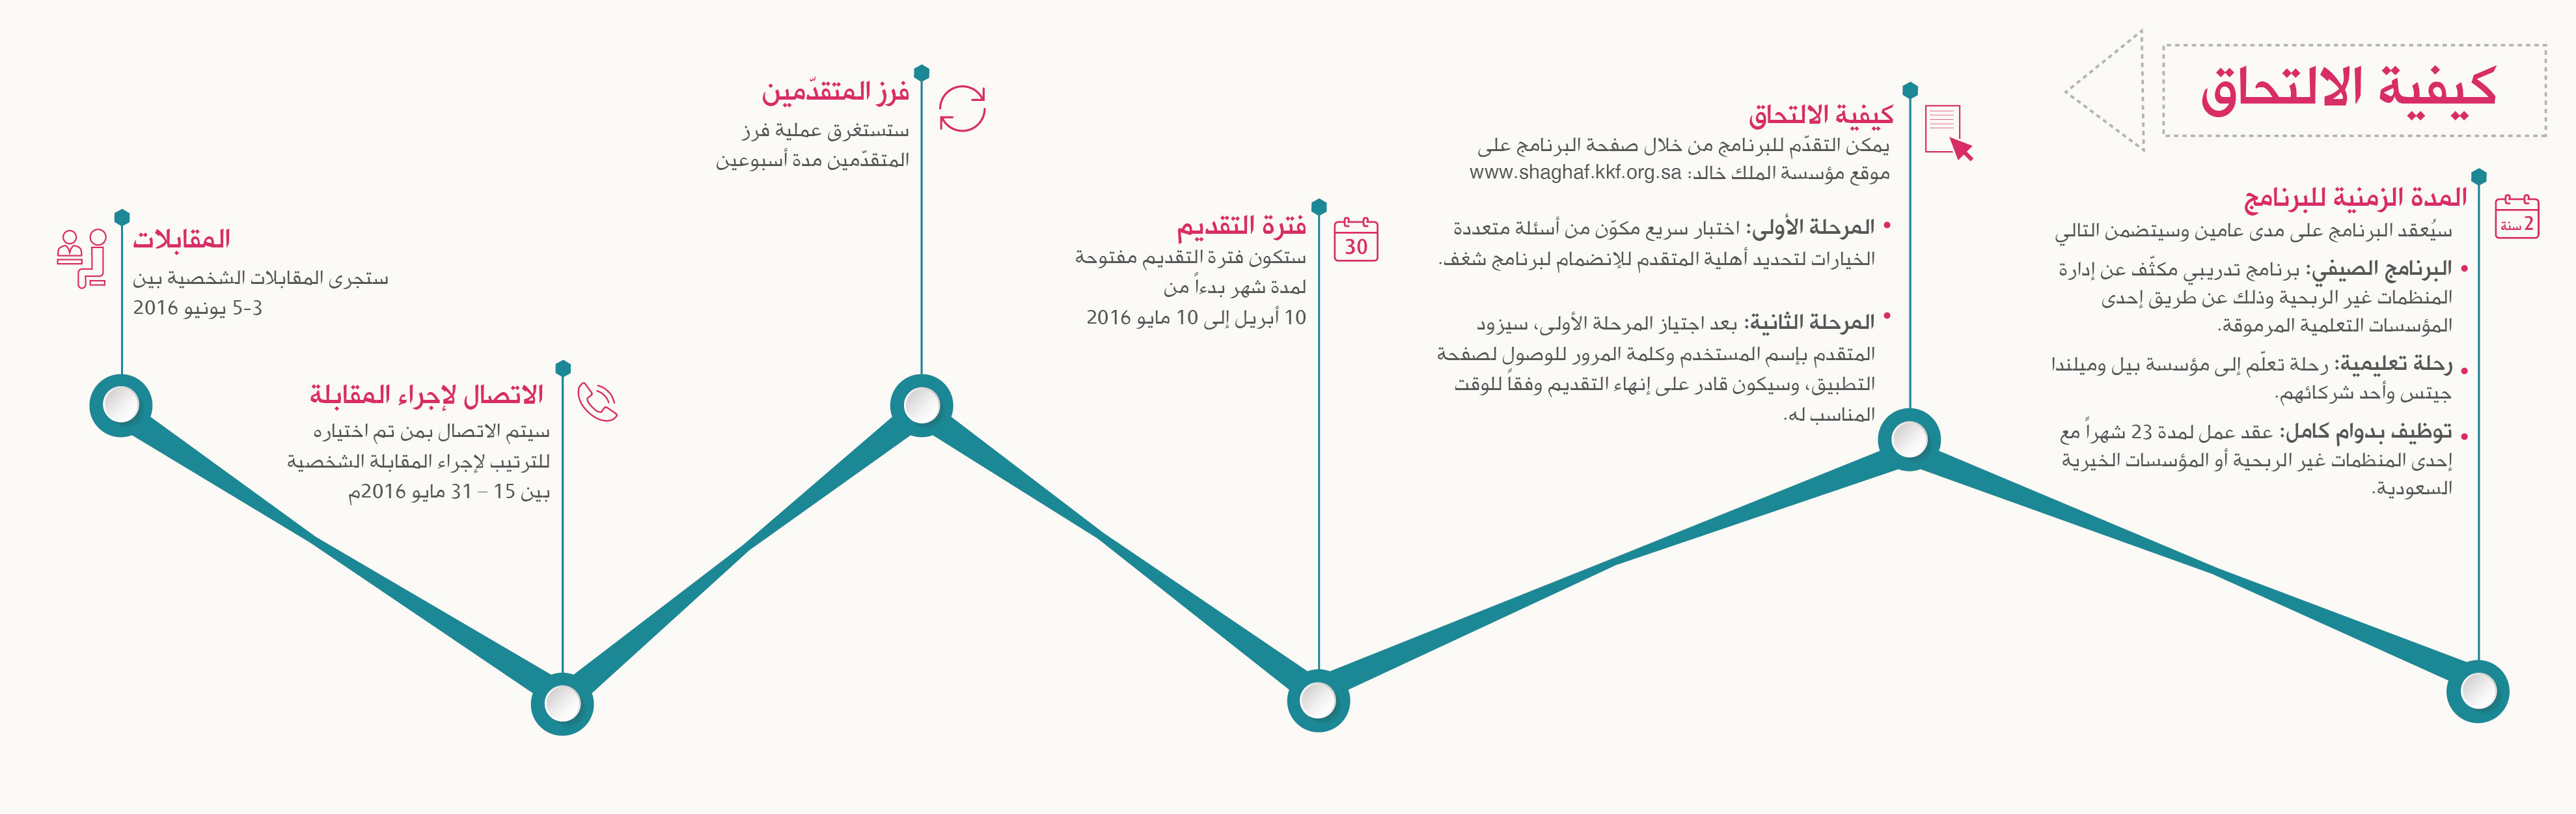 كيفية الالتحاق
2 سنة
المدة الزمنية للبرنامج
سيُعقد البرنامج على مدى عامين وسيتضمن التالي
• البرنامج الصيفي: برنامج تدريبي مكثّف عن إدارة
المنظمات غير الربحية وذلك عن طريق إحدى
المؤسسات التعلمية المرموقة.
• رحلة تعليمية: رحلة تعلّم إلى مؤسسة بيل وميلندا
جيتس وأحد شركائهم.
• توظيف بدوام كامل: عقد عمل لمدة 23 شهراً مع
إحدى المنظمات غير الربحية أو المؤسسات الخيرية
السعودية.
كيفية الالتحاق
يمكن التقدّم للبرنامج من خلال صفحة البرنامج على
موقع مؤسسة الملك خالد: www.shaghaf.kkf.org.sa
• المرحلة الأولى: اختبار سريع مكوّن من أسئلة متعددة
الخيارات لتحديد أهلية المتقدم للإنضمام لبرنامج شغف.
• المرحلة الثانية: بعد اجتياز المرحلة الأولى، سيزود
المتقدم بإسم المستخدم وكلمة المرور للوصول لصفحة
التطبيق، وسيكون قادر على إنهاء التقديم وفقاً للوقت
المناسب له.
30
فترة التقديم
ستكون فترة التقديم مفتوحة
لمدة شهر بدءاً من
10 أبريل إلى 10 مايو 2016
فرز المتقدّمين
ستستغرق عملية فرز
المتقدّمين مدة أسبوعين
الاتصال لإجراء المقابلة
سيتم الاتصال بمن تم اختياره
للترتيب لإجراء المقابلة الشخصية
بين 15 – 31 مايو 2016م
المقابلات
ستجرى المقابلات الشخصية بين
3-5 يونيو 2016